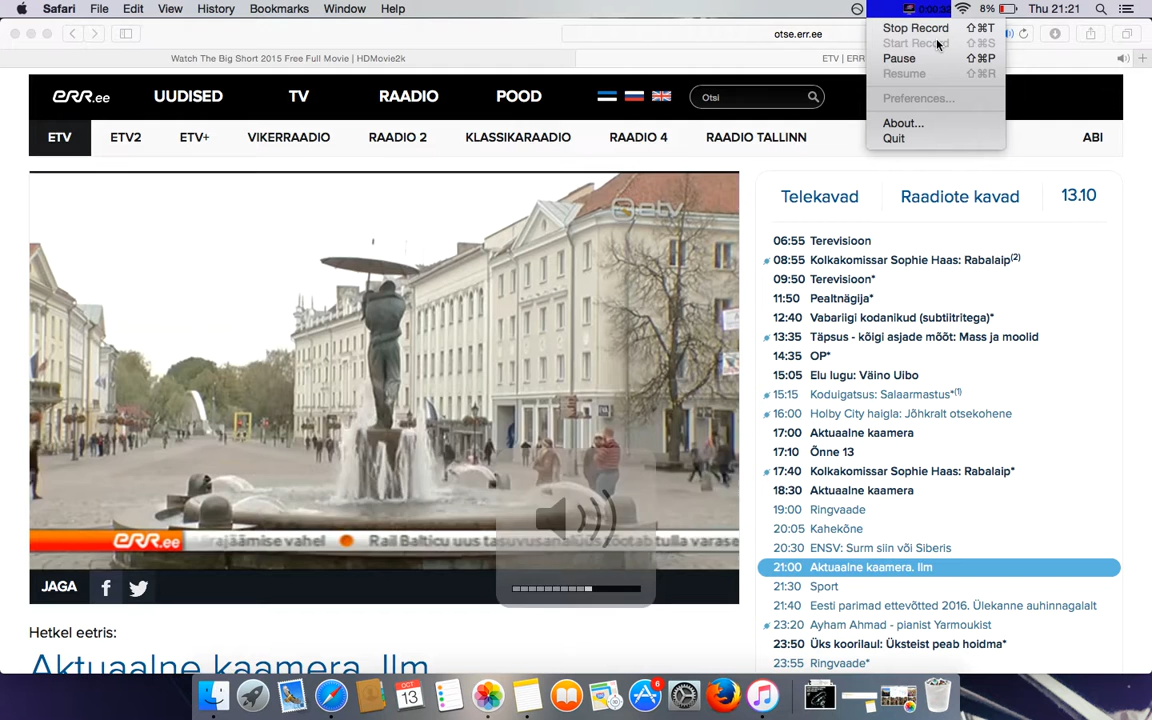 Safari File Edit View History Bookmarks Window Help 8% Thu 21:21
Stop Record ⇧⌘T
Start Record ⇧⌘S
Pause ⇧⌘P
Resume ⇧⌘R
Preferences...
About...
Quit
otse.err.ee
Watch The Big Short 2015 Free Full Movie | HDMovie2k
ETV | ERR
err.ee UUDISED TV RAADIO POOD Otsi
ETV ETV2 ETV+ VIKERRAADIO RAADIO 2 KLASSIKARAADIO RAADIO 4 RAADIO TALLINN ABI
etv
err.ee irajäämise vahel Rail Balticu uus
JAGA
Hetkel eetris:
Aktuaalne kaamera. Ilm
Telekavad Raadiote kavad 13.10
06:55 Terevisioon
08:55 Kolkakomissar Sophie Haas: Rabalaip(2)
09:50 Terevisioon*
11:50 Pealtnägija*
12:40 Vabariigi kodanikud (subtiitritega)*
13:35 Täpsus - kõigi asjade mõõt: Mass ja moolid
14:35 OP*
15:05 Elu lugu: Väino Uibo
15:15 Koduigatsus: Salaarmastus*(1)
16:00 Holby City haigla: Jõhkralt otsekohene
17:00 Aktuaalne kaamera
17:10 Õnne 13
17:40 Kolkakomissar Sophie Haas: Rabalaip*
18:30 Aktuaalne kaamera
19:00 Ringvaade
20:05 Kahekõne
20:30 ENSV: Surm siin või Siberis
21:00 Aktuaalne kaamera. Ilm
21:30 Sport
21:40 Eesti parimad ettevõtted 2016. Ülekanne auhinnagalalt
23:20 Ayham Ahmad - pianist Yarmoukist
23:50 Üks koorilaul: Üksteist peab hoidma*
23:55 Ringvaade*
OCT
13
6